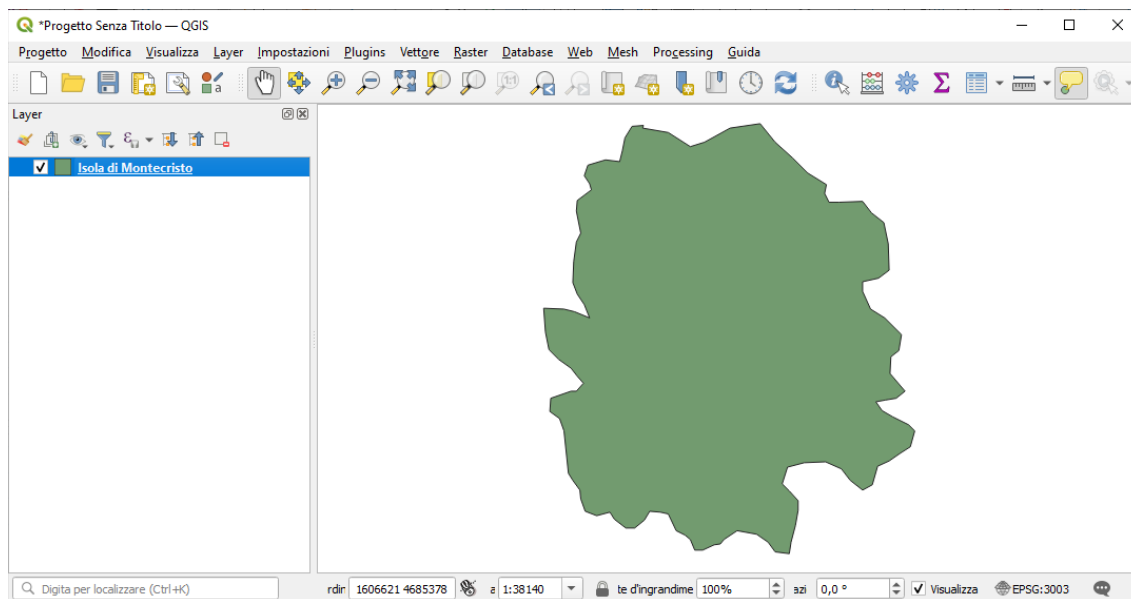 *Progetto Senza Titolo — QGIS
Progetto Modifica Visualizza Layer Impostazioni Plugins Vettore Raster Database Web Mesh Processing Guida
Layer
Isola di Montecristo
Digita per localizzare (Ctrl+K) rdir 1606621 4685378 a 1:38140 te d'ingrandime 100% azi 0,0 ° Visualizza EPSG:3003